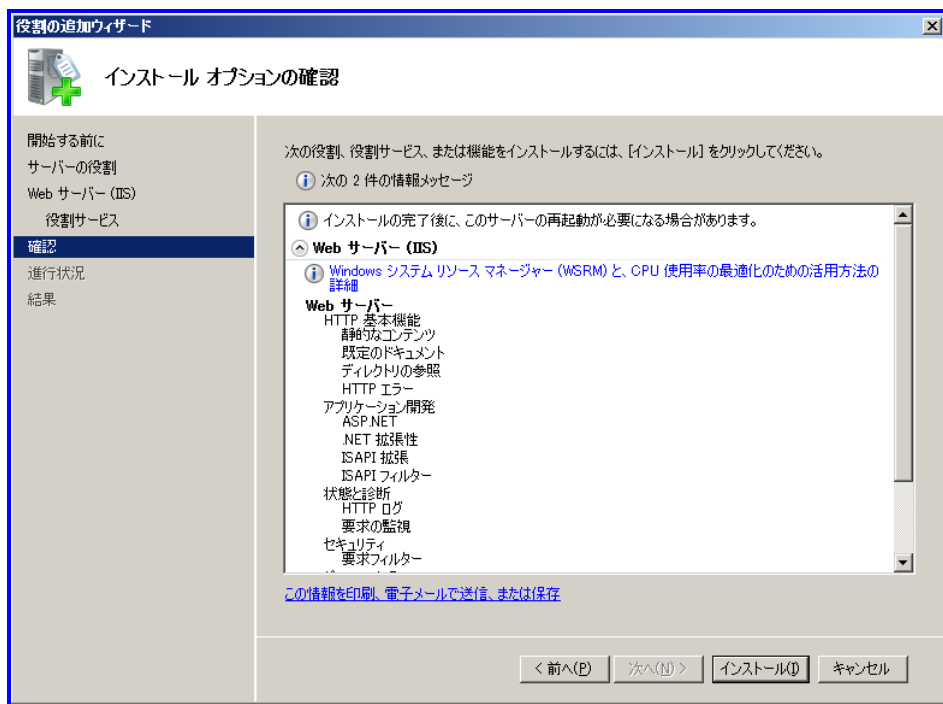 役割の追加ウィザード
インストール オプションの確認
開始する前に
サーバーの役割
Web サーバー (IIS)
役割サービス
確認
進行状況
結果
次の役割、役割サービス、または機能をインストールするには、[インストール] をクリックしてください。
次の 2 件の情報メッセージ
インストールの完了後に、このサーバーの再起動が必要になる場合があります。
Web サーバー (IIS)
Windows システム リソース マネージャー (WSRM) と、CPU 使用率の最適化のための活用方法の
詳細
Web サーバー
HTTP 基本機能
静的なコンテンツ
既定のドキュメント
ディレクトリの参照
HTTP エラー
アプリケーション開発
ASP.NET
.NET 拡張性
ISAPI 拡張
ISAPI フィルター
状態と診断
HTTP ログ
要求の監視
セキュリティ
要求フィルター
この情報を印刷、電子メールで送信、または保存
< 前へ(P)
次へ(N) >
インストール(I)
キャンセル